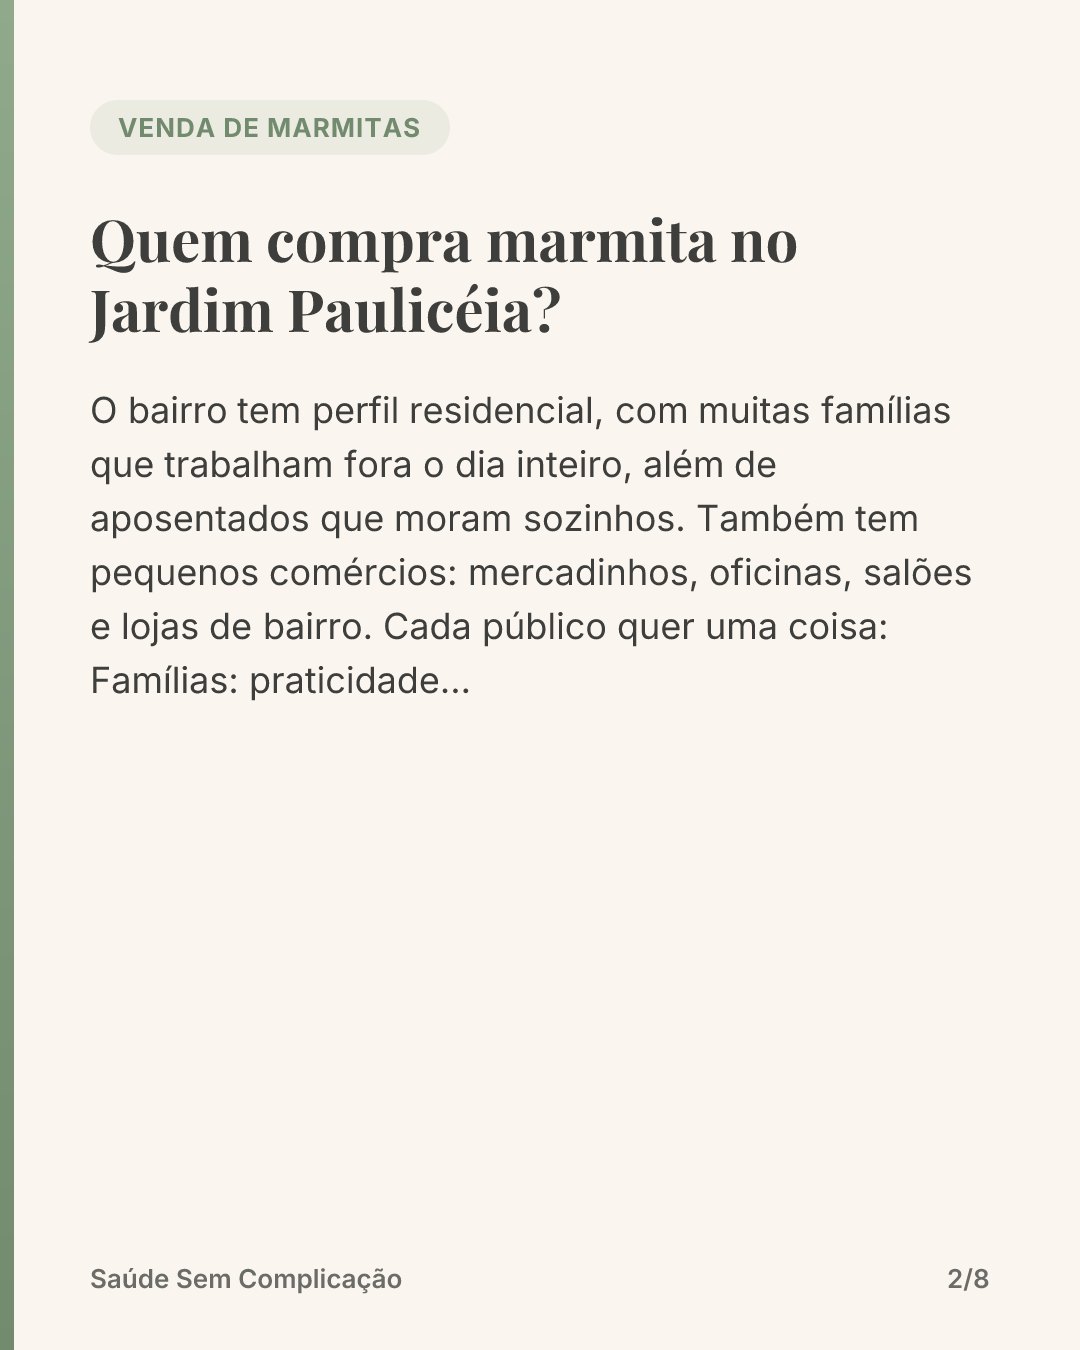 VENDA DE MARMITAS
Quem compra marmita no
Jardim Paulicéia?
O bairro tem perfil residencial, com muitas famílias
que trabalham fora o dia inteiro, além de
aposentados que moram sozinhos. Também tem
pequenos comércios: mercadinhos, oficinas, salões
e lojas de bairro. Cada público quer uma coisa:
Famílias: praticidade...
Saúde Sem Complicação
2/8